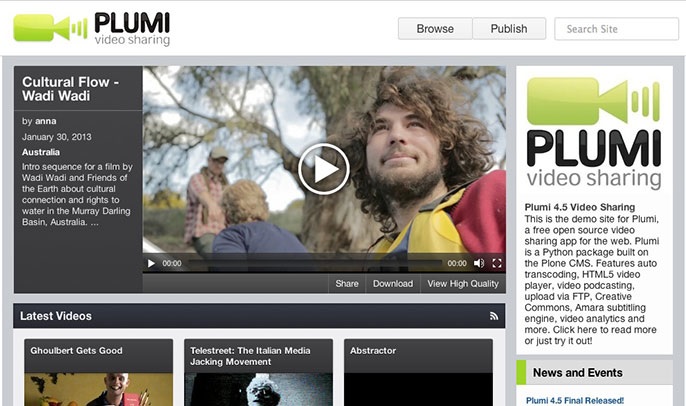 PLUMI
video sharing
Browse
Publish
Search Site
Cultural Flow -
Wadi Wadi
by anna
January 30, 2013
Australia
Intro sequence for a film by
Wadi Wadi and Friends of
the Earth about cultural
connection and rights to
water in the Murray Darling
Basin, Australia. ...
00:00
00:00
Share
Download
View High Quality
PLUMI
video sharing
Plumi 4.5 Video Sharing
This is the demo site for Plumi,
a free open source video
sharing app for the web. Plumi
is a Python package built on
the Plone CMS. Features auto
transcoding, HTML5 video
player, video podcasting,
upload via FTP, Creative
Commons, Amara subtitling
engine, video analytics and
more. Click here to read more
or just try it out!
Latest Videos
Ghoulbert Gets Good
Telestreet: The Italian Media
Jacking Movement
Abstractor
News and Events
Plumi 4.5 Final Released!